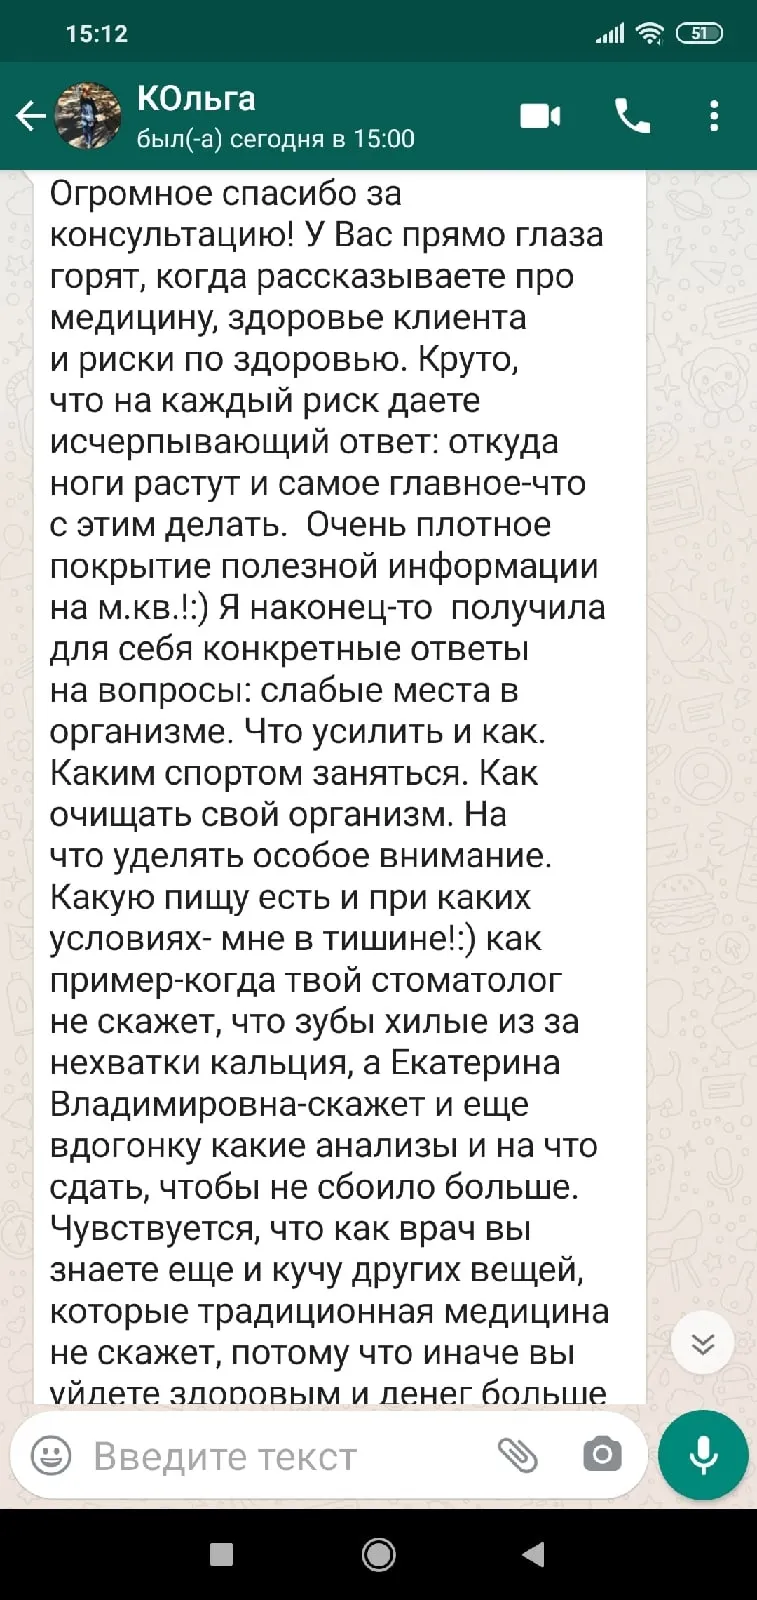 15:12
51
КОльга
был(-а) сегодня в 15:00
Огромное спасибо за
консультацию! У Вас прямо глаза
горят, когда рассказываете про
медицину, здоровье клиента
и риски по здоровью. Круто,
что на каждый риск даете
исчерпывающий ответ: откуда
ноги растут и самое главное-что
с этим делать.  Очень плотное
покрытие полезной информации
на м.кв.!:) Я наконец-то  получила
для себя конкретные ответы
на вопросы: слабые места в
организме. Что усилить и как.
Каким спортом заняться. Как
очищать свой организм. На
что уделять особое внимание.
Какую пищу есть и при каких
условиях- мне в тишине!:) как
пример-когда твой стоматолог
не скажет, что зубы хилые из за
нехватки кальция, а Екатерина
Владимировна-скажет и еще
вдогонку какие анализы и на что
сдать, чтобы не сбоило больше.
Чувствуется, что как врач вы
знаете еще и кучу других вещей,
которые традиционная медицина
не скажет, потому что иначе вы
уйдете здоровым и денег больше
Введите текст